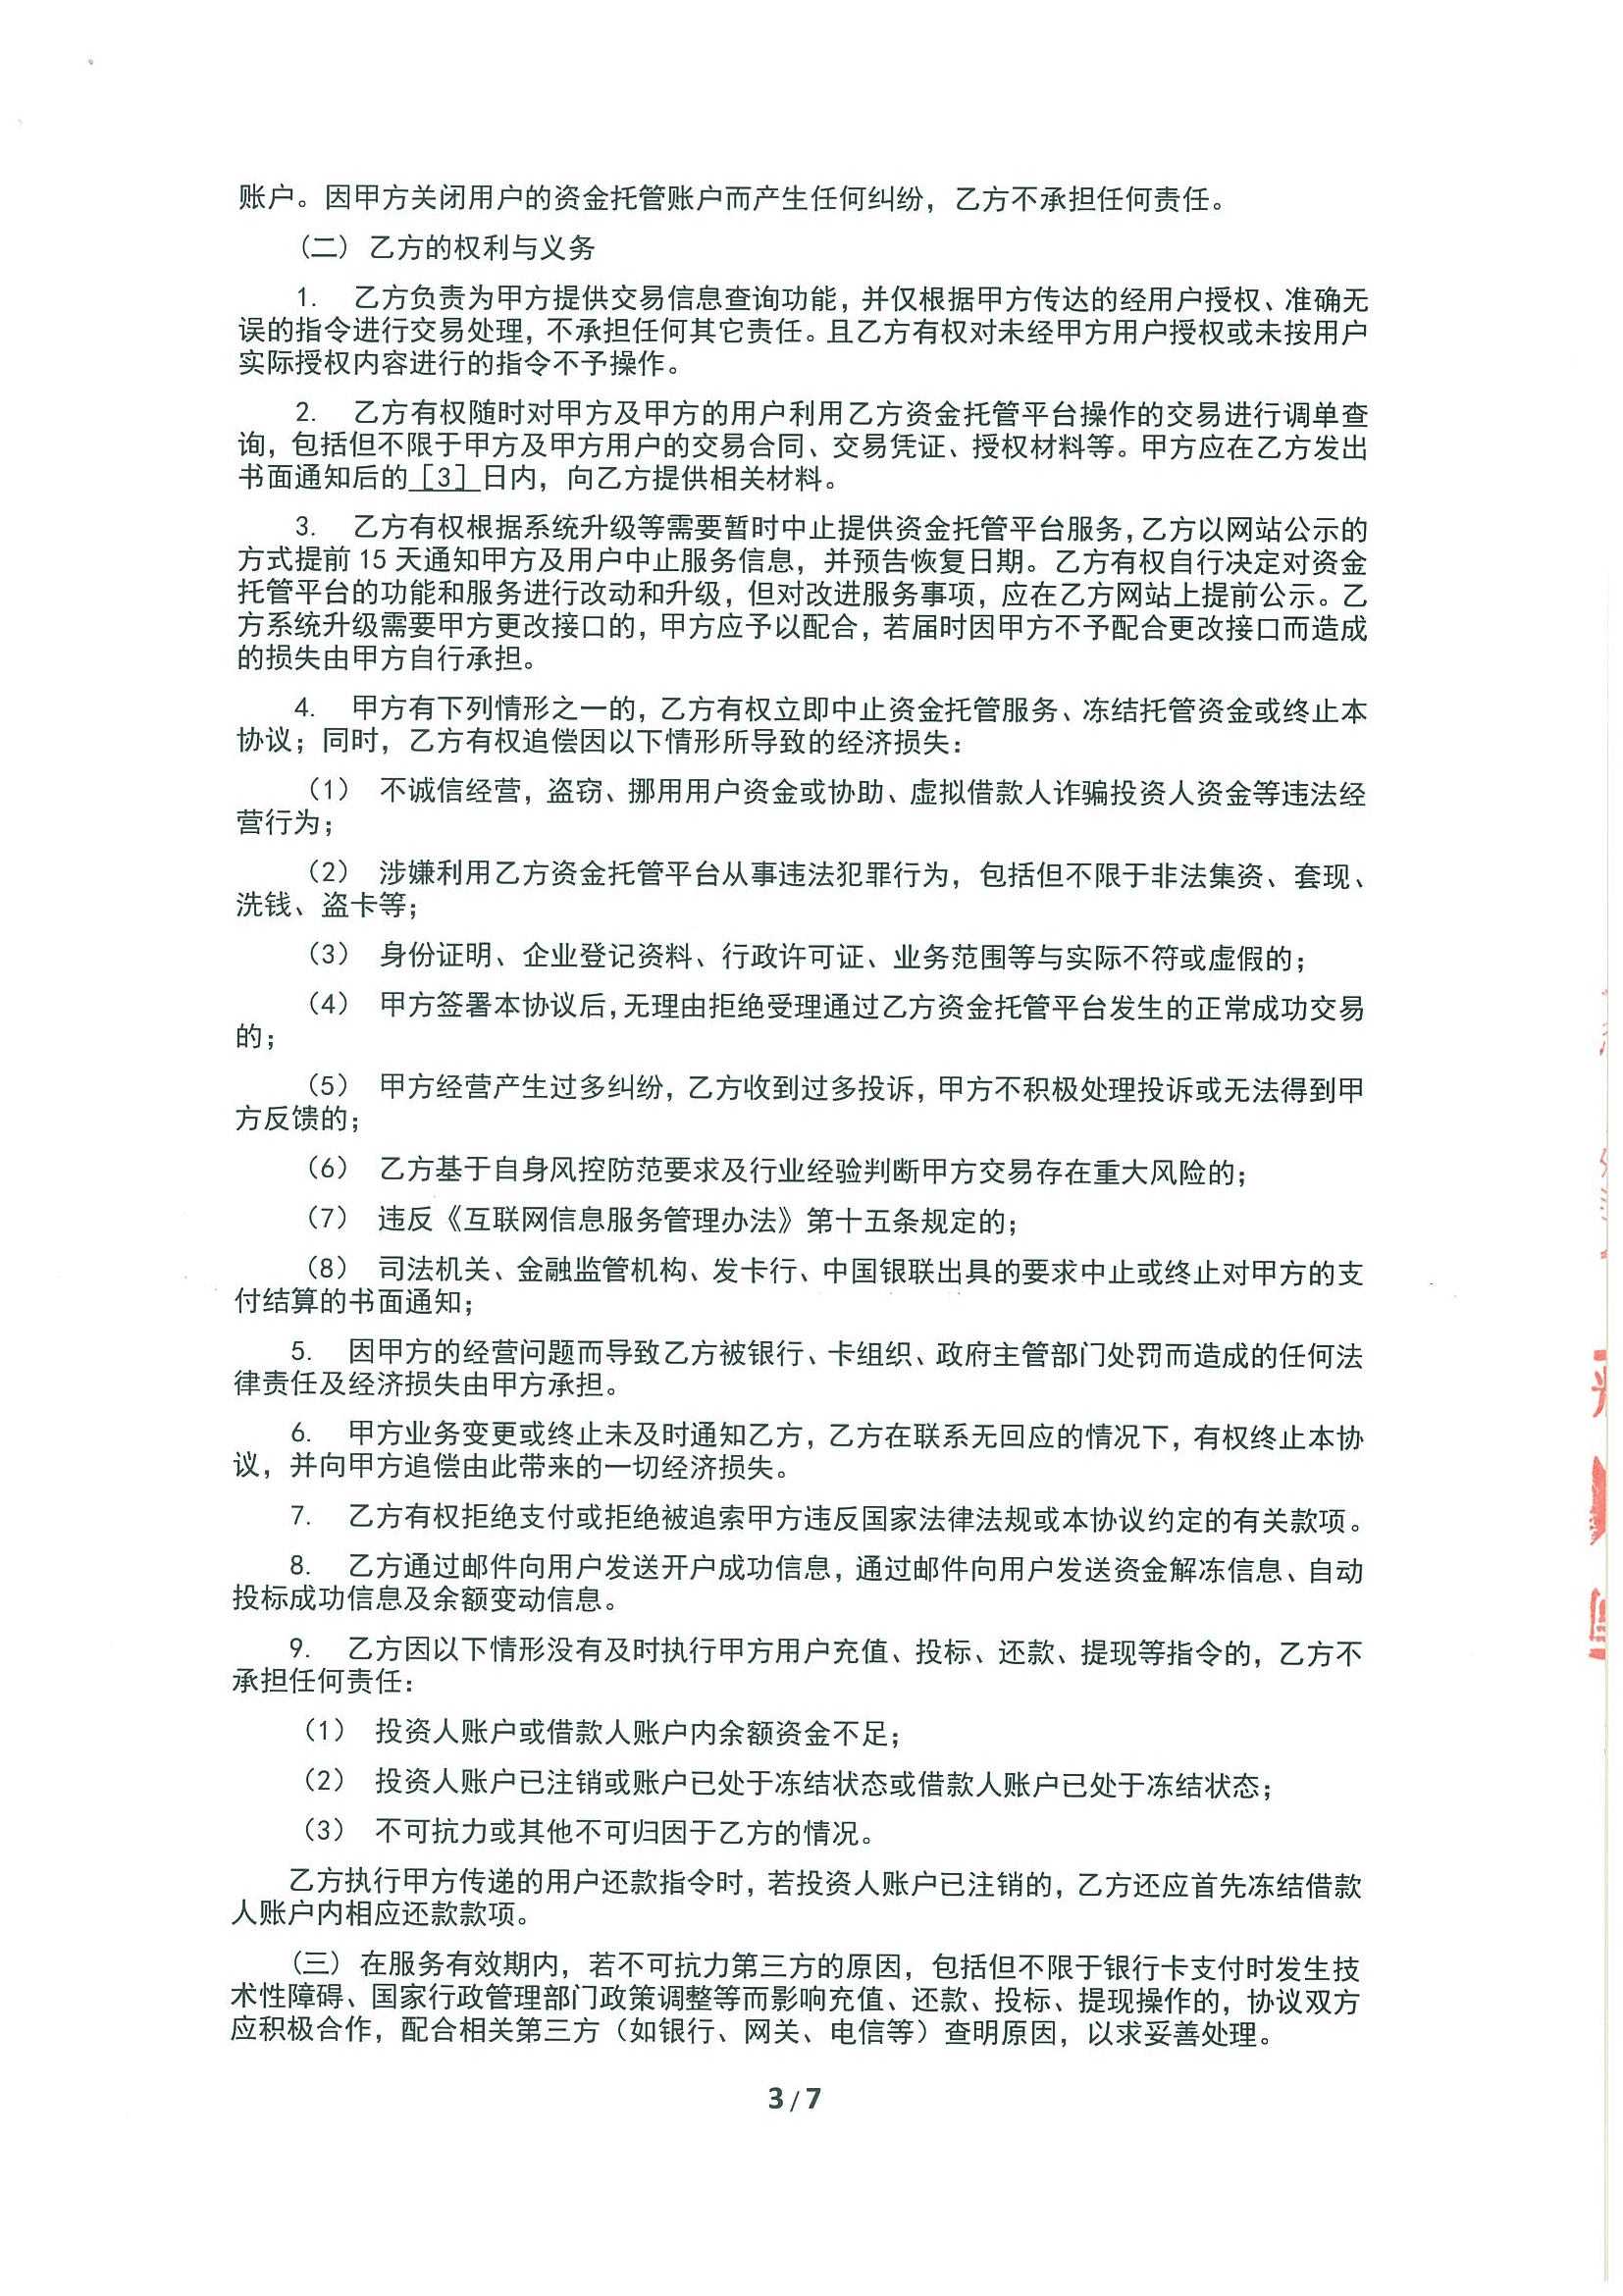 账户。因甲方关闭用户的资金托管账户而产生任何纠纷，乙方不承担任何责任。
（二）乙方的权利与义务
1. 乙方负责为甲方提供交易信息查询功能，并仅根据甲方传达的经用户授权、准确无
误的指令进行交易处理，不承担任何其它责任。且乙方有权对未经甲方用户授权或未按用户
实际授权内容进行的指令不予操作。
2. 乙方有权随时对甲方及甲方的用户利用乙方资金托管平台操作的交易进行调单查
询，包括但不限于甲方及甲方用户的交易合同、交易凭证、授权材料等。甲方应在乙方发出
书面通知后的[3]日内，向乙方提供相关材料。
3. 乙方有权根据系统升级等需要暂时中止提供资金托管平台服务，乙方以网站公示的
方式提前 15 天通知甲方及用户中止服务信息，并预告恢复日期。乙方有权自行决定对资金
托管平台的功能和服务进行改动和升级，但对改进服务事项，应在乙方网站上提前公示。乙
方系统升级需要甲方更改接口的，甲方应予以配合，若届时因甲方不予配合更改接口而造成
的损失由甲方自行承担。
4. 甲方有下列情形之一的，乙方有权立即中止资金托管服务、冻结托管资金或终止本
协议；同时，乙方有权追偿因以下情形所导致的经济损失：
（1） 不诚信经营，盗窃、挪用用户资金或协助、虚拟借款人诈骗投资人资金等违法经
营行为；
（2） 涉嫌利用乙方资金托管平台从事违法犯罪行为，包括但不限于非法集资、套现、
洗钱、盗卡等；
（3） 身份证明、企业登记资料、行政许可证、业务范围等与实际不符或虚假的；
（4） 甲方签署本协议后，无理由拒绝受理通过乙方资金托管平台发生的正常成功交易
的；
（5） 甲方经营产生过多纠纷，乙方收到过多投诉，甲方不积极处理投诉或无法得到甲
方反馈的；
（6） 乙方基于自身风控防范要求及行业经验判断甲方交易存在重大风险的；
（7） 违反《互联网信息服务管理办法》第十五条规定的；
（8） 司法机关、金融监管机构、发卡行、中国银联出具的要求中止或终止对甲方的支
付结算的书面通知；
5. 因甲方的经营问题而导致乙方被银行、卡组织、政府主管部门处罚而造成的任何法
律责任及经济损失由甲方承担。
6. 甲方业务变更或终止未及时通知乙方，乙方在联系无回应的情况下，有权终止本协
议，并向甲方追偿由此带来的一切经济损失。
7. 乙方有权拒绝支付或拒绝被追索甲方违反国家法律法规或本协议约定的有关款项。
8. 乙方通过邮件向用户发送开户成功信息，通过邮件向用户发送资金解冻信息、自动
投标成功信息及余额变动信息。
9. 乙方因以下情形没有及时执行甲方用户充值、投标、还款、提现等指令的，乙方不
承担任何责任：
（1） 投资人账户或借款人账户内余额资金不足；
（2） 投资人账户已注销或账户已处于冻结状态或借款人账户已处于冻结状态；
（3） 不可抗力或其他不可归因于乙方的情况。
乙方执行甲方传递的用户还款指令时，若投资人账户已注销的，乙方还应首先冻结借款
人账户内相应还款款项。
（三）在服务有效期内，若不可抗力第三方的原因，包括但不限于银行卡支付时发生技
术性障碍、国家行政管理部门政策调整等而影响充值、还款、投标、提现操作的，协议双方
应积极合作，配合相关第三方（如银行、网关、电信等）查明原因，以求妥善处理。
3 / 7